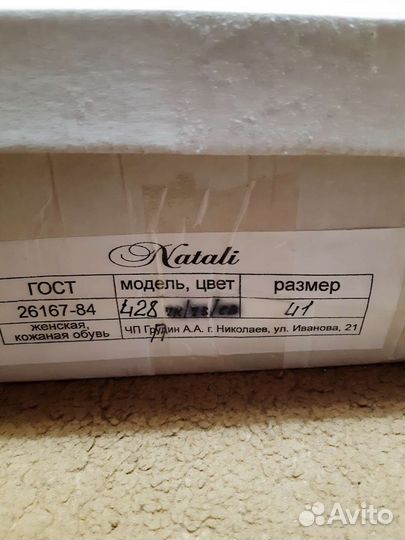 Natali
ГОСТ модель, цвет размер
26167-84 428 41
женская, кожаная обувь ЧП Грудин А.А. г. Николаев, ул. Иванова, 21
Avito